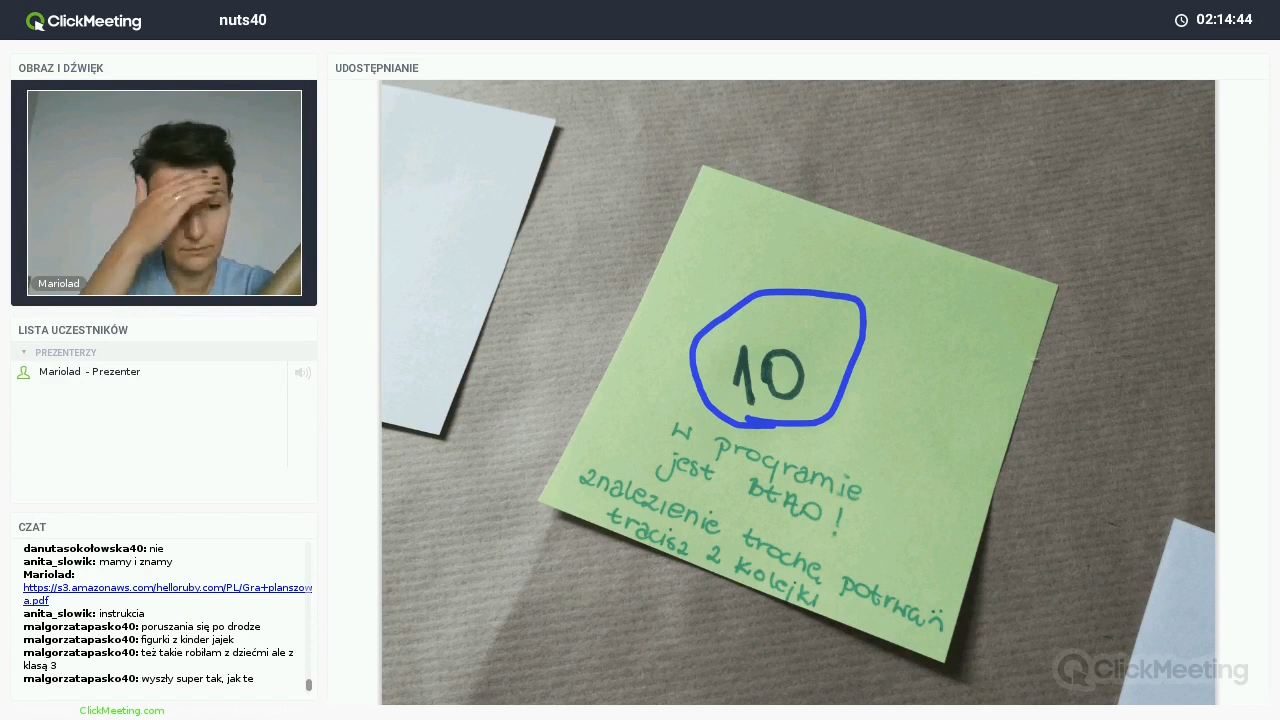 ClickMeeting
nuts40
02:14:44
OBRAZ I DŹWIĘK
Mariolad
LISTA UCZESTNIKÓW
PREZENTERZY
Mariolad - Prezenter
CZAT
danutasokołowska40: nie
anita_slowik: mamy i znamy
Mariolad:
https://s3.amazonaws.com/helloruby.com/PL/Gra+planszow
a.pdf
anita_slowik: instrukcia
malgorzatapasko40: poruszania się po drodze
malgorzatapasko40: figurki z kinder jajek
malgorzatapasko40: też takie robiłam z dziećmi ale z
klasą 3
malgorzatapasko40: wyszły super tak, jak te
ClickMeeting.com
UDOSTĘPNIANIE
10
w programie
jest BŁĄD!
znalezienie trochę potrwa
tracisz 2 kolejki
ClickMeeting